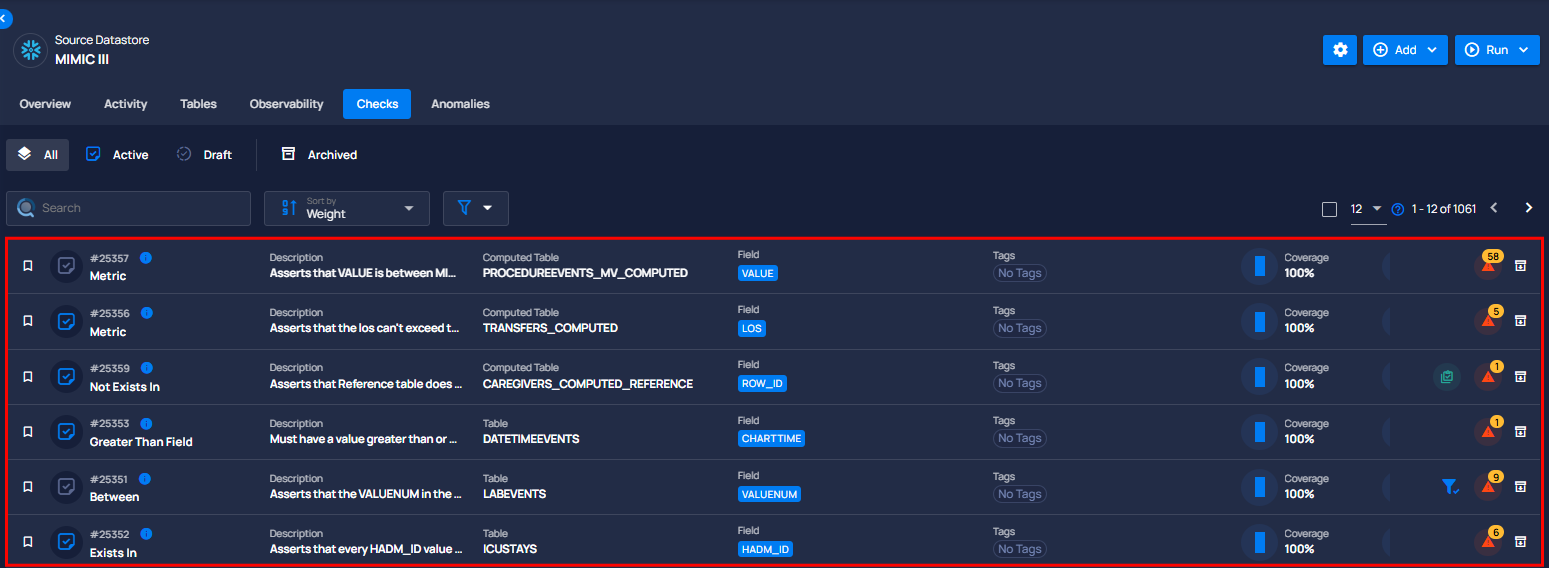 Source Datastore
MIMIC III
Add
Run
Overview Activity Tables Observability Checks Anomalies
All Active Draft Archived
Search
Sort by
Weight
12
1 - 12 of 1061
#25357 Description Computed Table Field Tags Coverage 58
Metric Asserts that VALUE is between MI... PROCEDUREEVENTS_MV_COMPUTED VALUE No Tags 100%
#25356 Description Computed Table Field Tags Coverage 5
Metric Asserts that the los can't exceed t... TRANSFERS_COMPUTED LOS No Tags 100%
#25359 Description Computed Table Field Tags Coverage 1
Not Exists In Asserts that Reference table does ... CAREGIVERS_COMPUTED_REFERENCE ROW_ID No Tags 100%
#25353 Description Table Field Tags Coverage 1
Greater Than Field Must have a value greater than or ... DATETIMEEVENTS CHARTTIME No Tags 100%
#25351 Description Table Field Tags Coverage 9
Between Asserts that the VALUENUM in the ... LABEVENTS VALUENUM No Tags 100%
#25352 Description Table Field Tags Coverage 6
Exists In Asserts that every HADM_ID value ... ICUSTAYS HADM_ID No Tags 100%